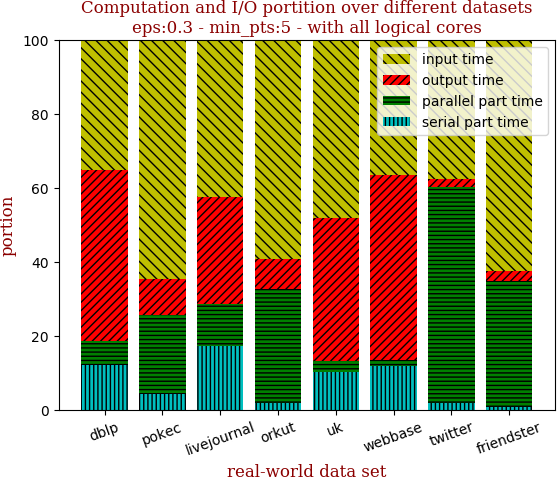 Computation and I/O portition over different datasets
eps:0.3 - min_pts:5 - with all logical cores
100
80
60
40
20
0
portion
input time
output time
parallel part time
serial part time
dblp
pokec
livejournal
orkut
uk
webbase
twitter
friendster
real-world data set